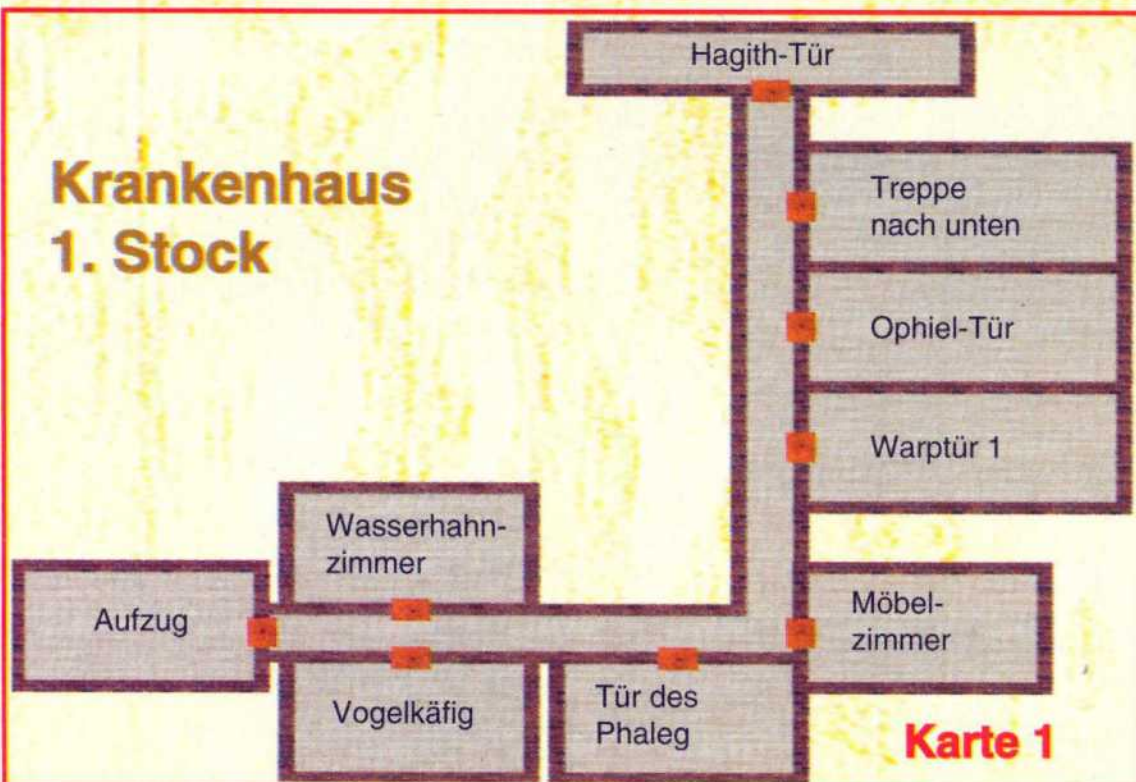 Hagith-Tür
Krankenhaus
1. Stock
Treppe
nach unten
Ophiel-Tür
Warptür 1
Wasserhahn-
zimmer
Aufzug
Möbel-
zimmer
Vogelkäfig
Tür des
Phaleg
Karte 1